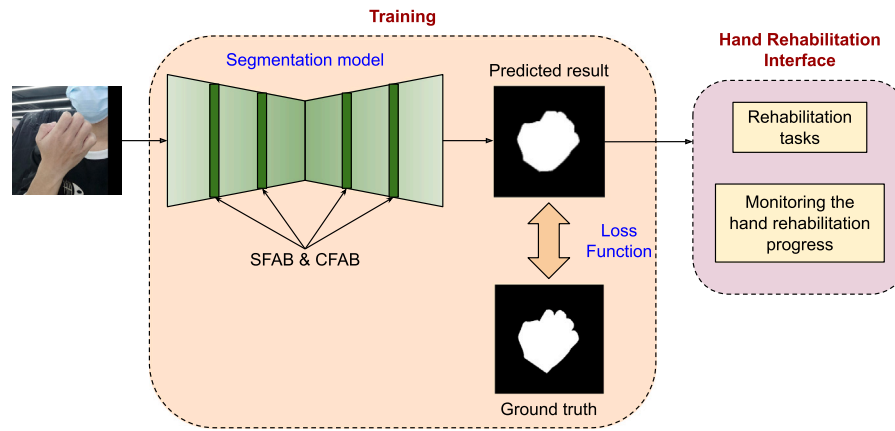 Training
Segmentation model
Predicted result
SFAB & CFAB
Loss
Function
Ground truth
Hand Rehabilitation
Interface
Rehabilitation
tasks
Monitoring the
hand rehabilitation
progress